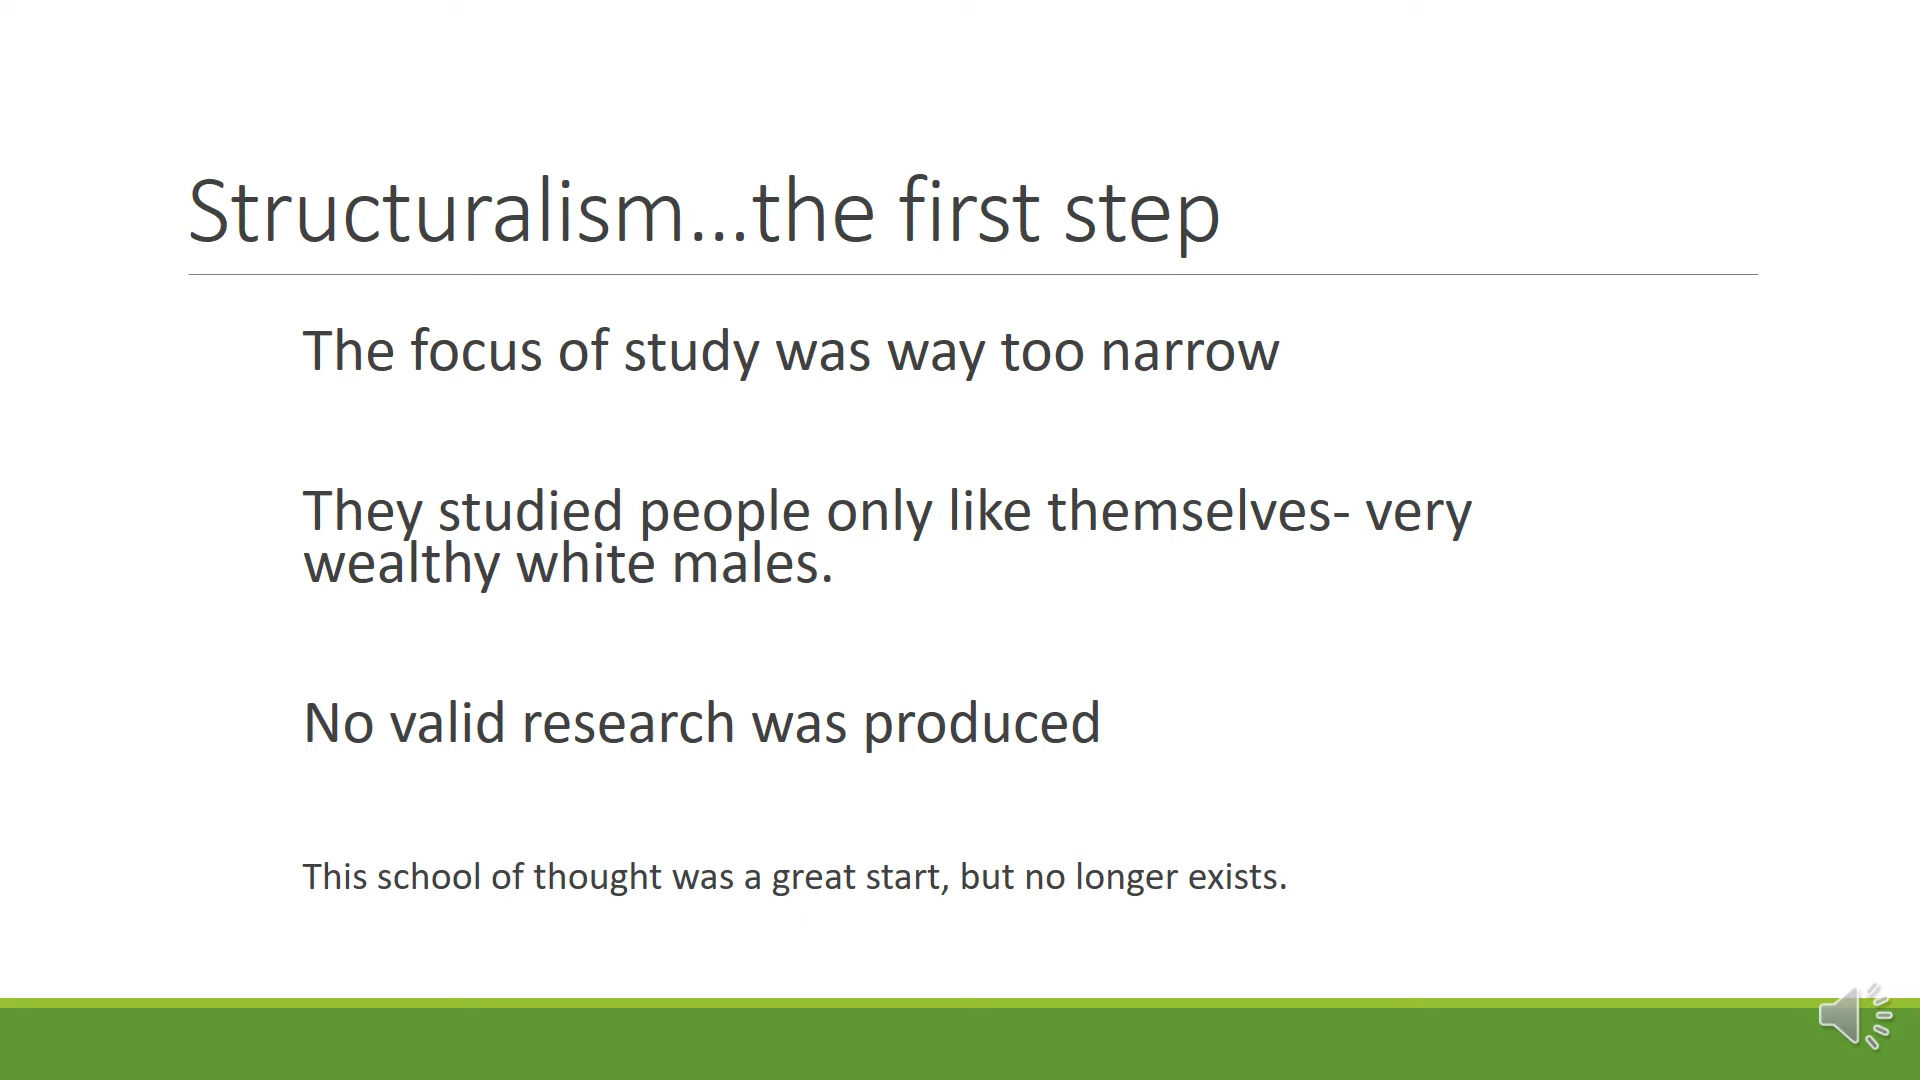 Structuralism...the first step
The focus of study was way too narrow
They studied people only like themselves- very
wealthy white males.
No valid research was produced
This school of thought was a great start, but no longer exists.